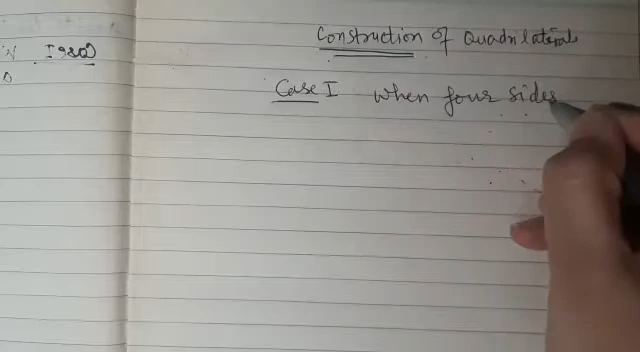 Construction of Quadrilaterals
Case I When four sides